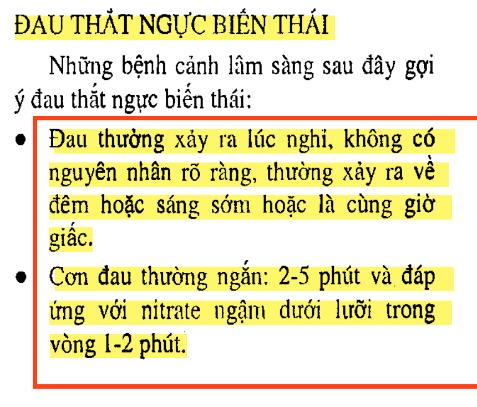 ĐAU THẮT NGỰC BIẾN THÁI
Những bệnh cảnh lâm sàng sau đây gợi
ý đau thắt ngực biến thái:
● Đau thường xảy ra lúc nghỉ, không có
nguyên nhân rõ ràng, thường xảy ra về
đêm hoặc sáng sớm hoặc là cùng giờ
giấc.
● Cơn đau thường ngắn: 2-5 phút và đáp
ứng với nitrate ngậm dưới lưỡi trong
vòng 1-2 phút.